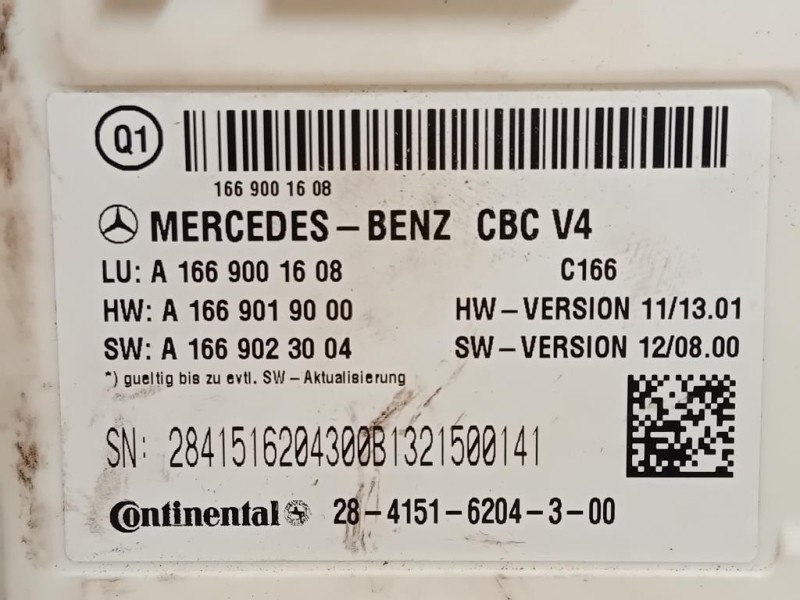 Q1
166 900 16 08
MERCEDES-BENZ CBC V4
LU: A 166 900 16 08 C166
HW: A 166 901 90 00 HW-VERSION 11/13.01
SW: A 166 902 30 04 SW-VERSION 12/08.00
*) gueltig bis zu evtl. SW-Aktualisierung
SN: 2841516204300B1321500141
Continental 28-4151-6204-3-00